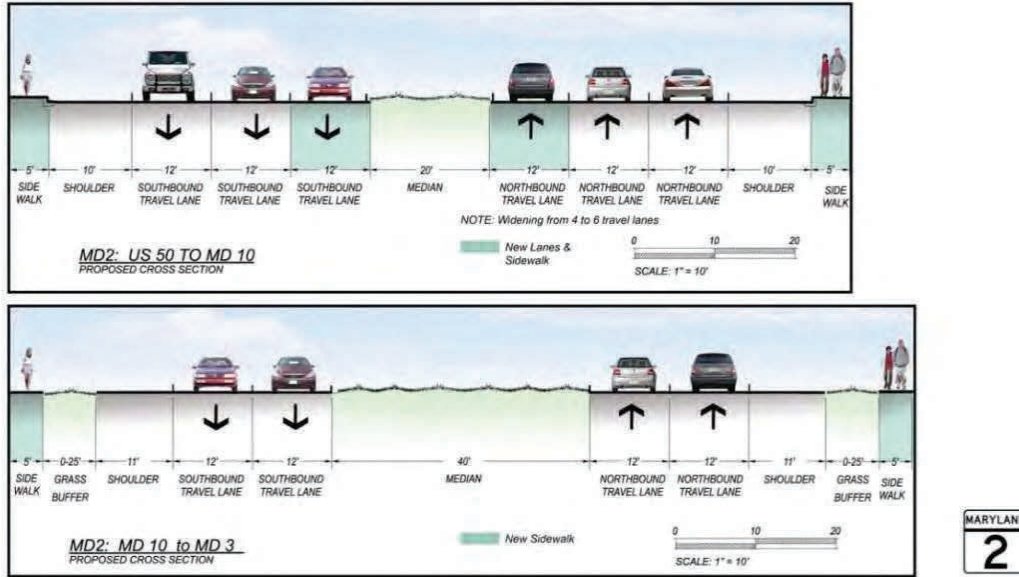 5' 10' 12' 12' 12' 20' 12' 12' 12' 10' 5'
SIDE WALK SHOULDER SOUTHBOUND TRAVEL LANE SOUTHBOUND TRAVEL LANE SOUTHBOUND TRAVEL LANE MEDIAN NORTHBOUND TRAVEL LANE NORTHBOUND TRAVEL LANE NORTHBOUND TRAVEL LANE SHOULDER SIDE WALK
NOTE: Widening from 4 to 6 travel lanes
MD2: US 50 TO MD 10
PROPOSED CROSS SECTION
New Lanes &
Sidewalk
0 10 20
SCALE: 1" = 10'
5' 0-25' 11' 12' 12' 40' 12' 12' 11' 0-25' 5'
SIDE WALK GRASS BUFFER SHOULDER SOUTHBOUND TRAVEL LANE SOUTHBOUND TRAVEL LANE MEDIAN NORTHBOUND TRAVEL LANE NORTHBOUND TRAVEL LANE SHOULDER GRASS BUFFER SIDE WALK
MD2: MD 10 to MD 3
PROPOSED CROSS SECTION
New Sidewalk
0 10 20
SCALE: 1" = 10'
MARYLAN
2